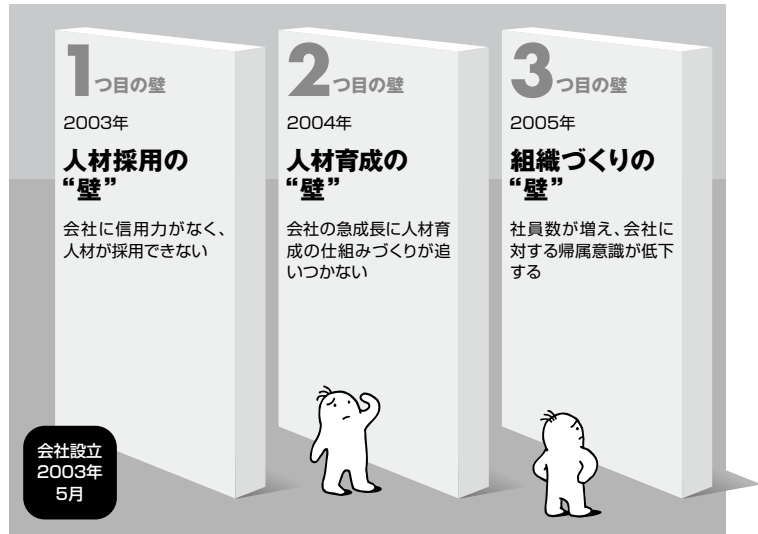 1つ目の壁
2003年
人材採用の
“壁”
会社に信用力がなく、
人材が採用できない
2つ目の壁
2004年
人材育成の
“壁”
会社の急成長に人材育
成の仕組みづくりが追
いつかない
3つ目の壁
2005年
組織づくりの
“壁”
社員数が増え、会社に
対する帰属意識が低下
する
会社設立
2003年
5月